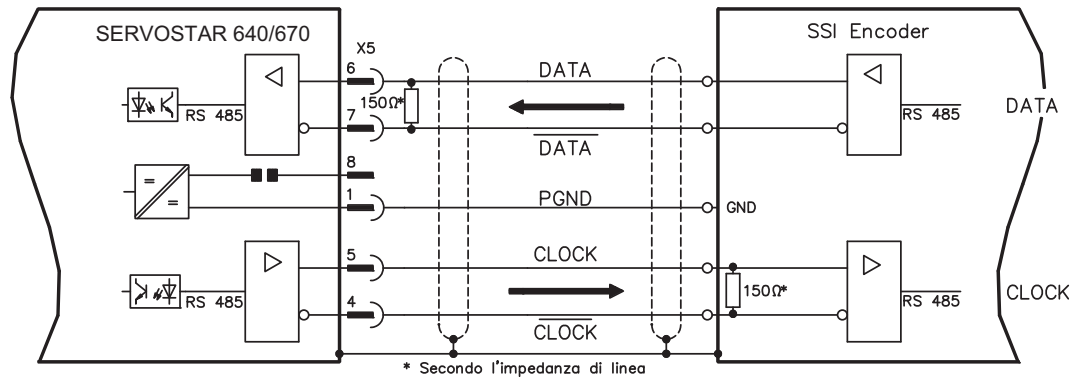 SERVOSTAR 640/670
SSI Encoder
X5
6
DATA
150Ω*
RS 485
RS 485
DATA
7
DATA
8
=
=
1
PGND
GND
5
CLOCK
150Ω*
RS 485
RS 485
CLOCK
4
CLOCK
* Secondo l'impedanza di linea